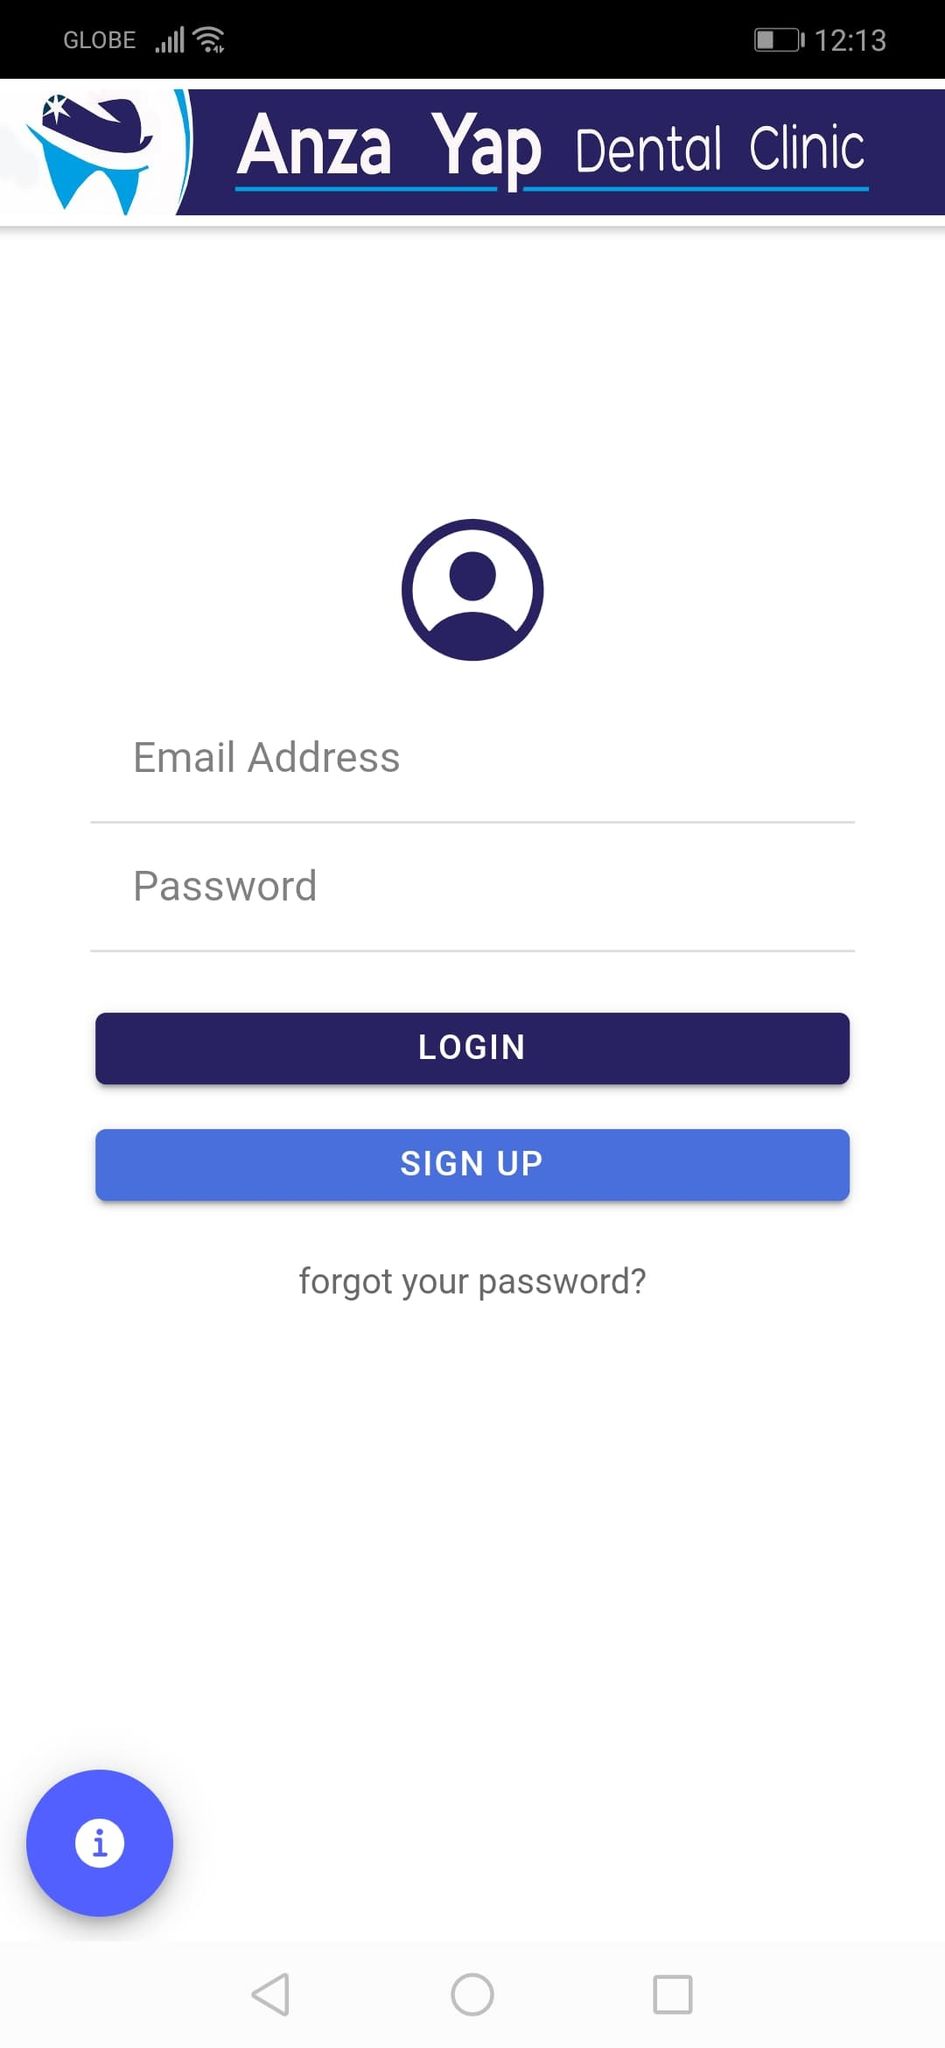 GLOBE 12:13
Anza Yap Dental Clinic
Email Address
Password
LOGIN
SIGN UP
forgot your password?
i